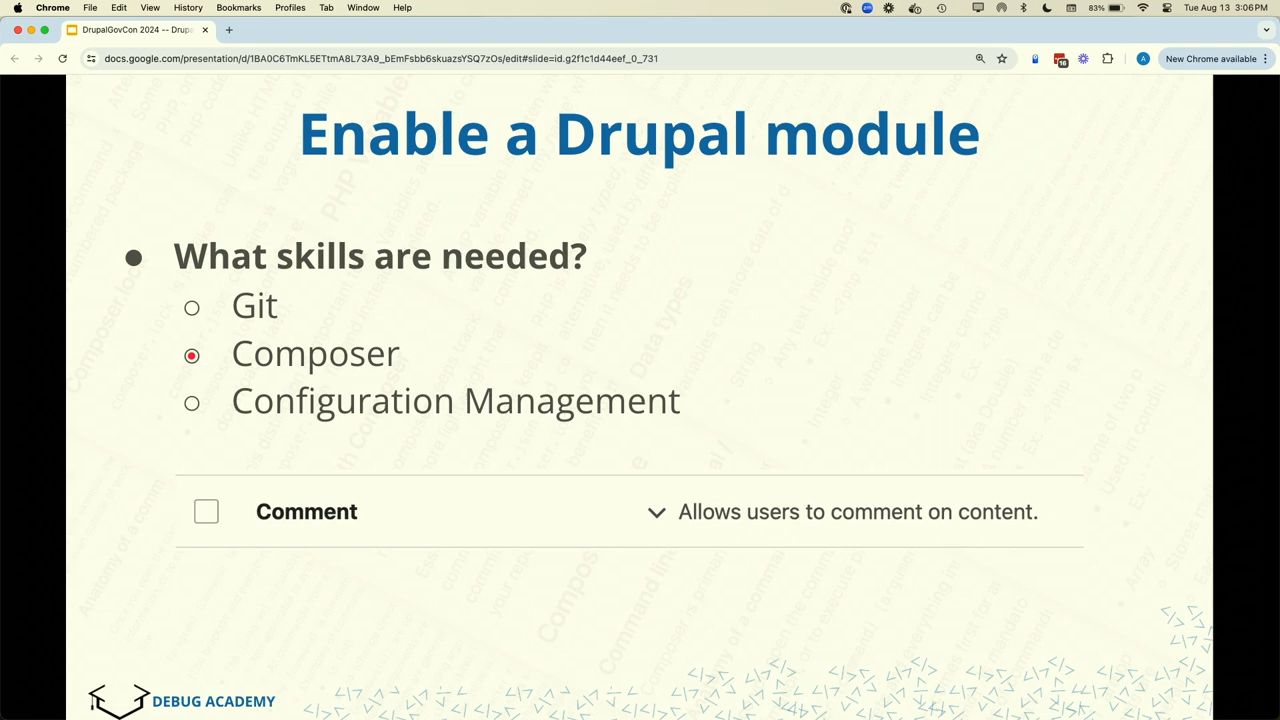 Chrome File Edit View History Bookmarks Profiles Tab Window Help 83% Tue Aug 13 3:06PM
DrupalGovCon 2024 -- Drupa
docs.google.com/presentation/d/1BA0C6TmKL5ETtmA8L73A9_bEmFsbb6skuazsYSQ7zOs/edit#slide=id.g2f1c1d44eef_0_731 16 A New Chrome available
Enable a Drupal module
● What skills are needed?
○ Git
○ Composer
○ Configuration Management
Comment Allows users to comment on content.
DEBUG ACADEMY